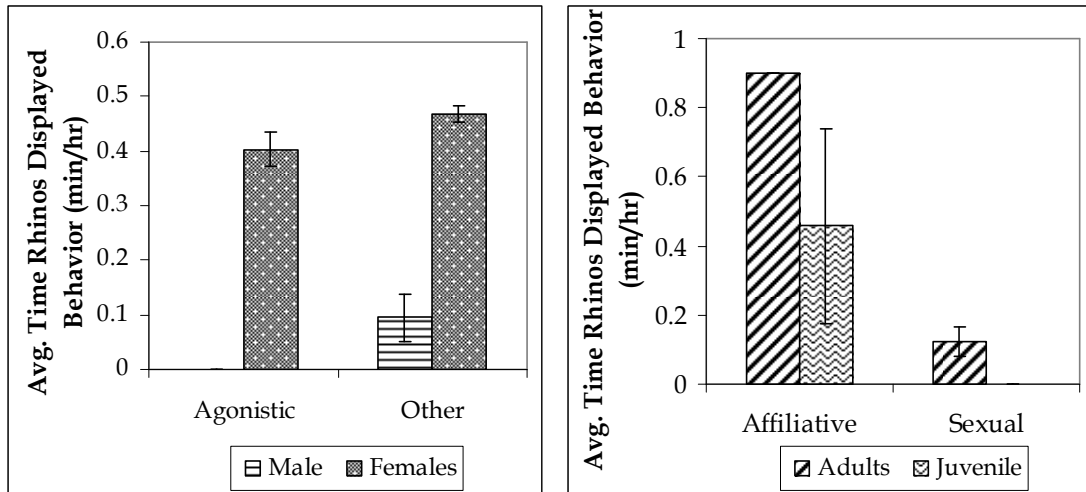 Avg. Time Rhinos Displayed
Behavior (min/hr)
0.6
0.5
0.4
0.3
0.2
0.1
0
Agonistic Other
Male Females
Avg. Time Rhinos Displayed Behavior
(min/hr)
1
0.8
0.6
0.4
0.2
0
Affiliative Sexual
Adults Juvenile